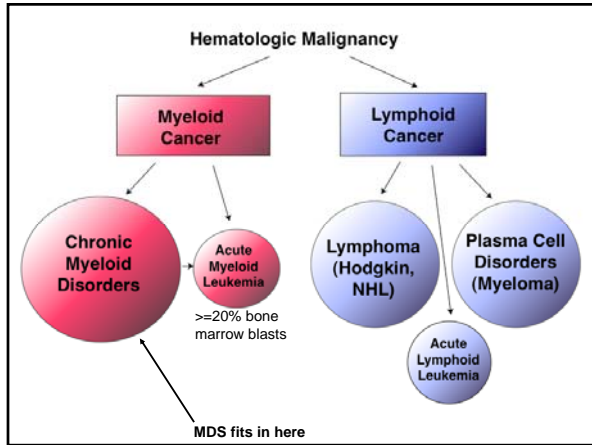 Hematologic Malignancy
Myeloid
Cancer
Lymphoid
Cancer
Chronic
Myeloid
Disorders
Acute
Myeloid
Leukemia
>=20% bone
marrow blasts
Lymphoma
(Hodgkin,
NHL)
Plasma Cell
Disorders
(Myeloma)
Acute
Lymphoid
Leukemia
MDS fits in here